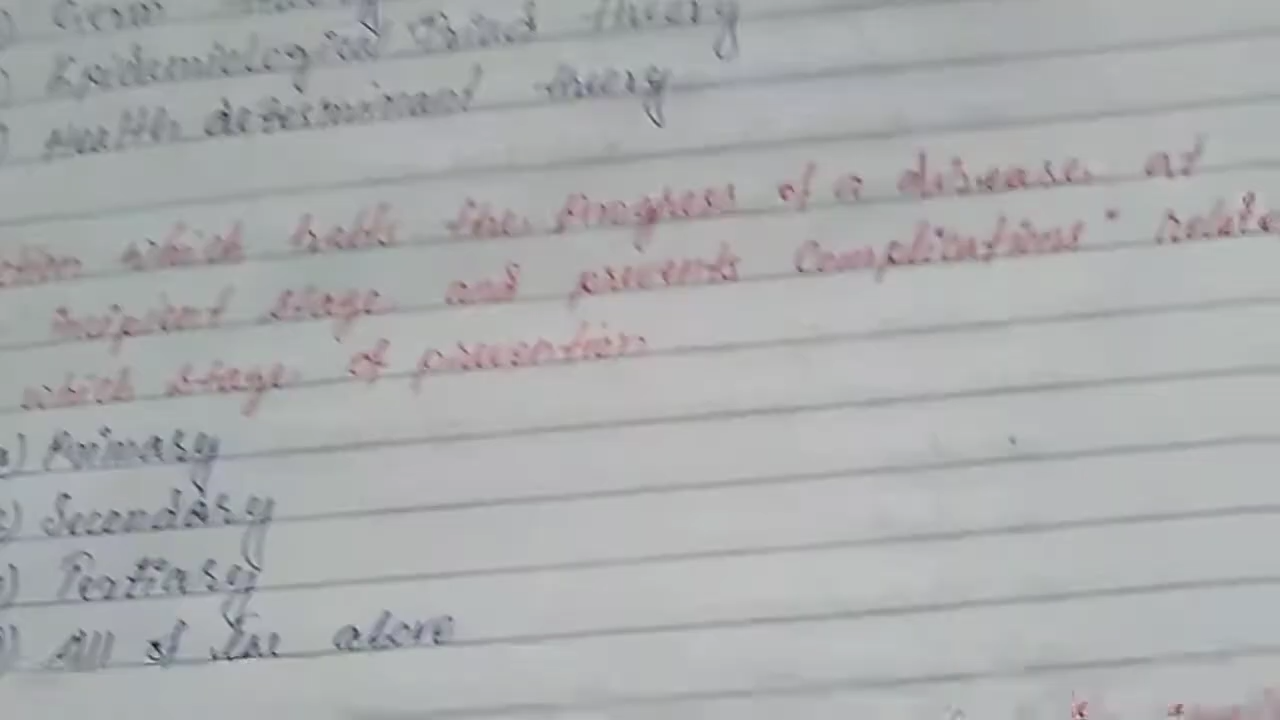 ) Germ
) Epidemiological Triad theory
) Health determinant theory
which halts the progress of a disease at
incipient stage and prevents complications" relate
which stage of prevention
) Primary
) Secondary
) Tertiary
) All of the above